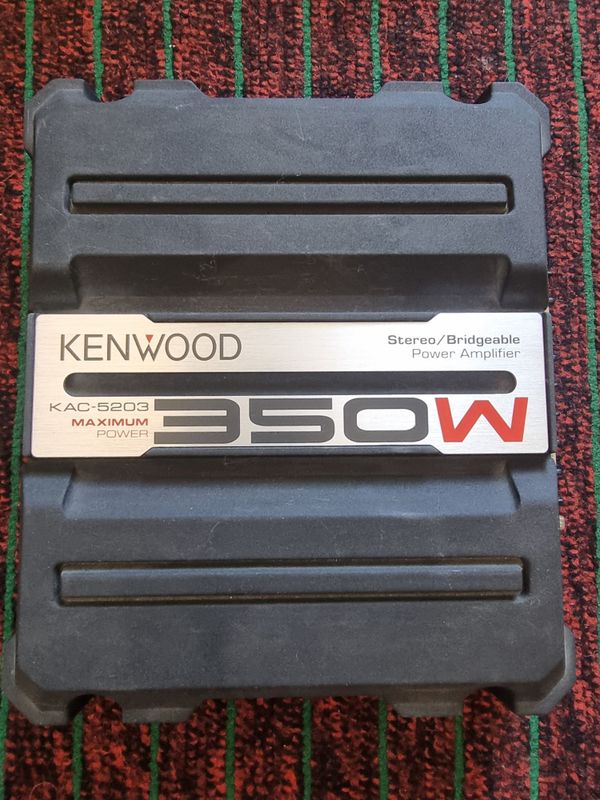 KENWOOD
Stereo/Bridgeable
Power Amplifier
KAC-5203
MAXIMUM
POWER
350W